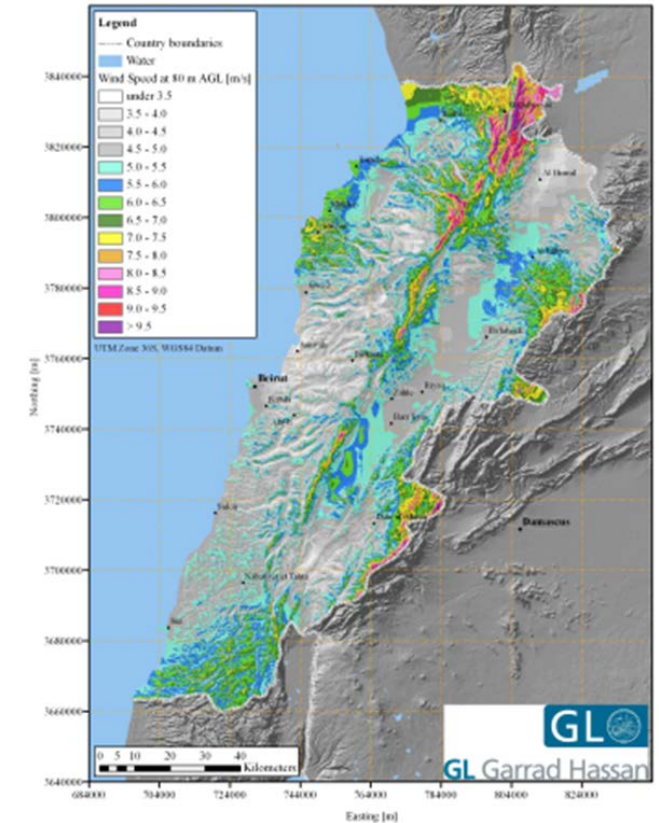 Legend
Country boundaries
Water
Wind Speed at 80 m AGL [m/s]
under 3.5
3.5 - 4.0
4.0 - 4.5
4.5 - 5.0
5.0 - 5.5
5.5 - 6.0
6.0 - 6.5
6.5 - 7.0
7.0 - 7.5
7.5 - 8.0
8.0 - 8.5
8.5 - 9.0
9.0 - 9.5
> 9.5
UTM Zone 36N, WGS84 Datum
3840000
3820000
3800000
3780000
3760000
3740000
3720000
3700000
3680000
3660000
3640000
Northing [m]
Al Hermel
Beirut
Zahle
Damascus
0 5 10 20 30 40
Kilometers
GL
GL Garrad Hassan
684000 704000 724000 744000 764000 784000 804000 824000
Easting [m]